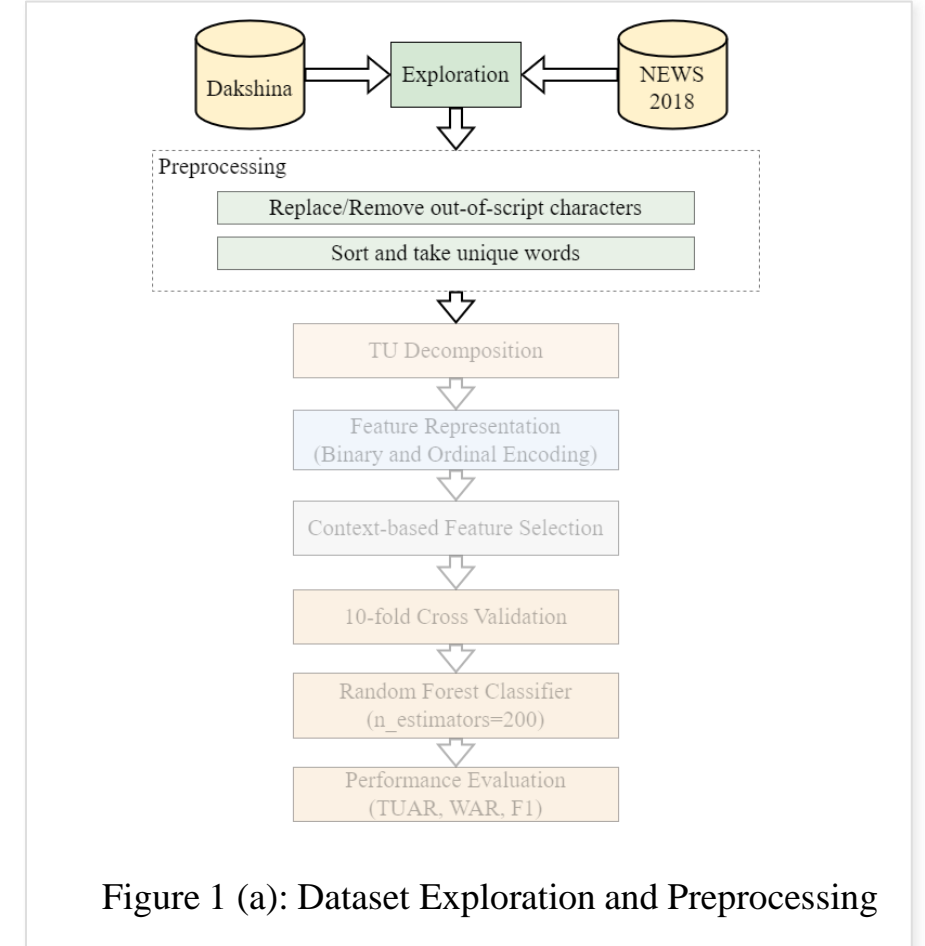 Dakshina
Exploration
NEWS
2018
Preprocessing
Replace/Remove out-of-script characters
Sort and take unique words
TU Decomposition
Feature Representation
(Binary and Ordinal Encoding)
Context-based Feature Selection
10-fold Cross Validation
Random Forest Classifier
(n_estimators=200)
Performance Evaluation
(TUAR, WAR, F1)
Figure 1 (a): Dataset Exploration and Preprocessing